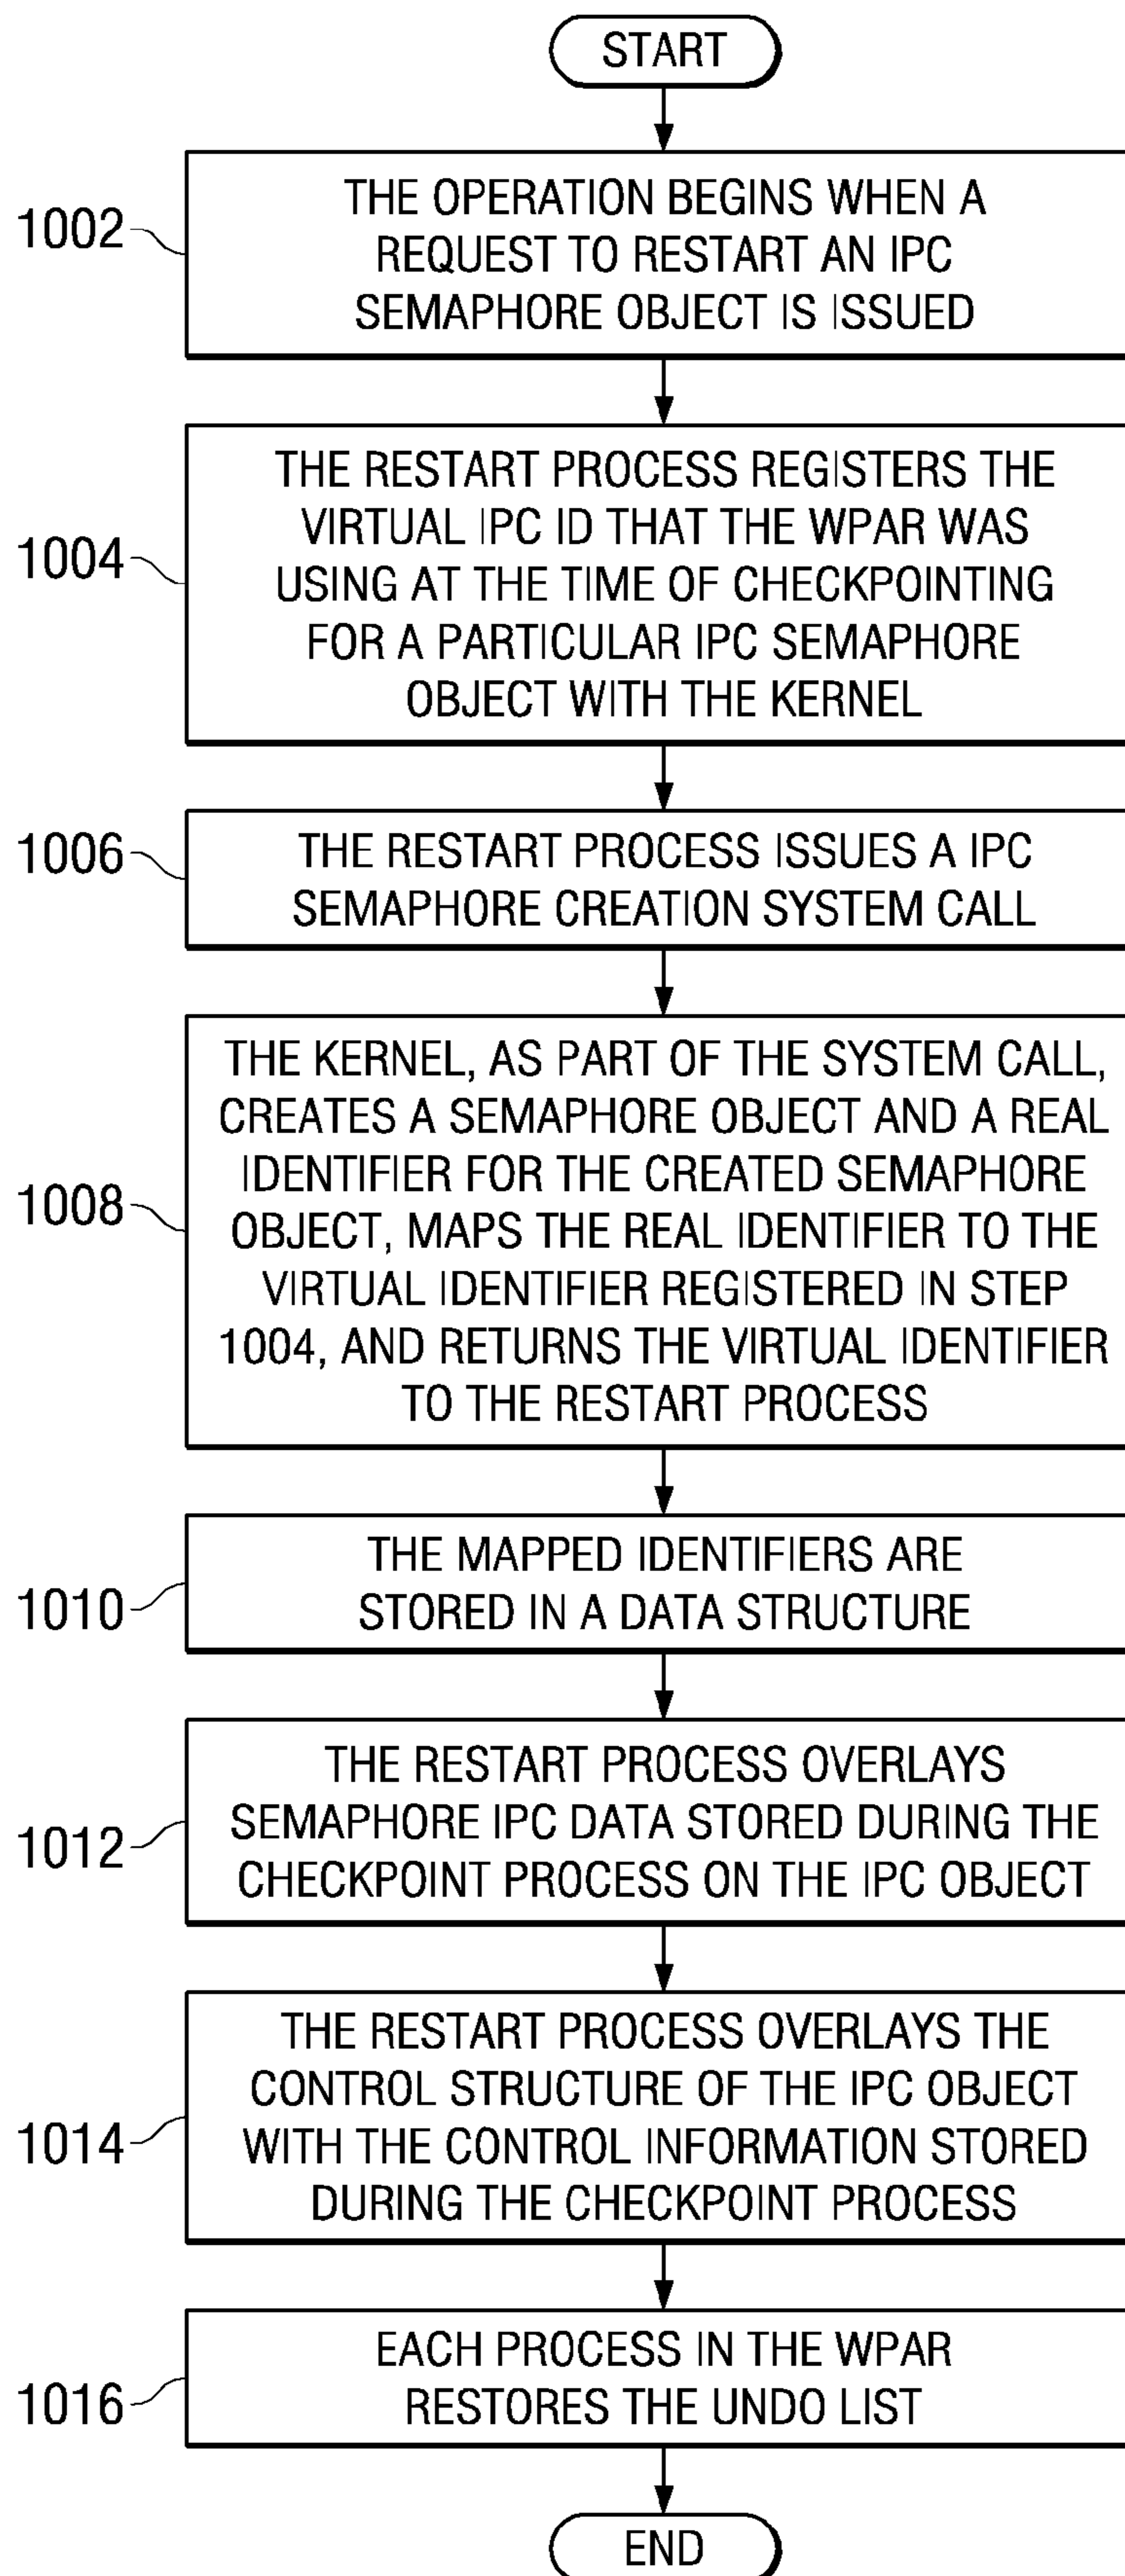 START
1002
THE OPERATION BEGINS WHEN A
REQUEST TO RESTART AN IPC
SEMAPHORE OBJECT IS ISSUED
1004
THE RESTART PROCESS REGISTERS THE
VIRTUAL IPC ID THAT THE WPAR WAS
USING AT THE TIME OF CHECKPOINTING
FOR A PARTICULAR IPC SEMAPHORE
OBJECT WITH THE KERNEL
1006
THE RESTART PROCESS ISSUES A IPC
SEMAPHORE CREATION SYSTEM CALL
1008
THE KERNEL, AS PART OF THE SYSTEM CALL,
CREATES A SEMAPHORE OBJECT AND A REAL
IDENTIFIER FOR THE CREATED SEMAPHORE
OBJECT, MAPS THE REAL IDENTIFIER TO THE
VIRTUAL IDENTIFIER REGISTERED IN STEP
1004, AND RETURNS THE VIRTUAL IDENTIFIER
TO THE RESTART PROCESS
1010
THE MAPPED IDENTIFIERS ARE
STORED IN A DATA STRUCTURE
1012
THE RESTART PROCESS OVERLAYS
SEMAPHORE IPC DATA STORED DURING THE
CHECKPOINT PROCESS ON THE IPC OBJECT
1014
THE RESTART PROCESS OVERLAYS THE
CONTROL STRUCTURE OF THE IPC OBJECT
WITH THE CONTROL INFORMATION STORED
DURING THE CHECKPOINT PROCESS
1016
EACH PROCESS IN THE WPAR
RESTORES THE UNDO LIST
END